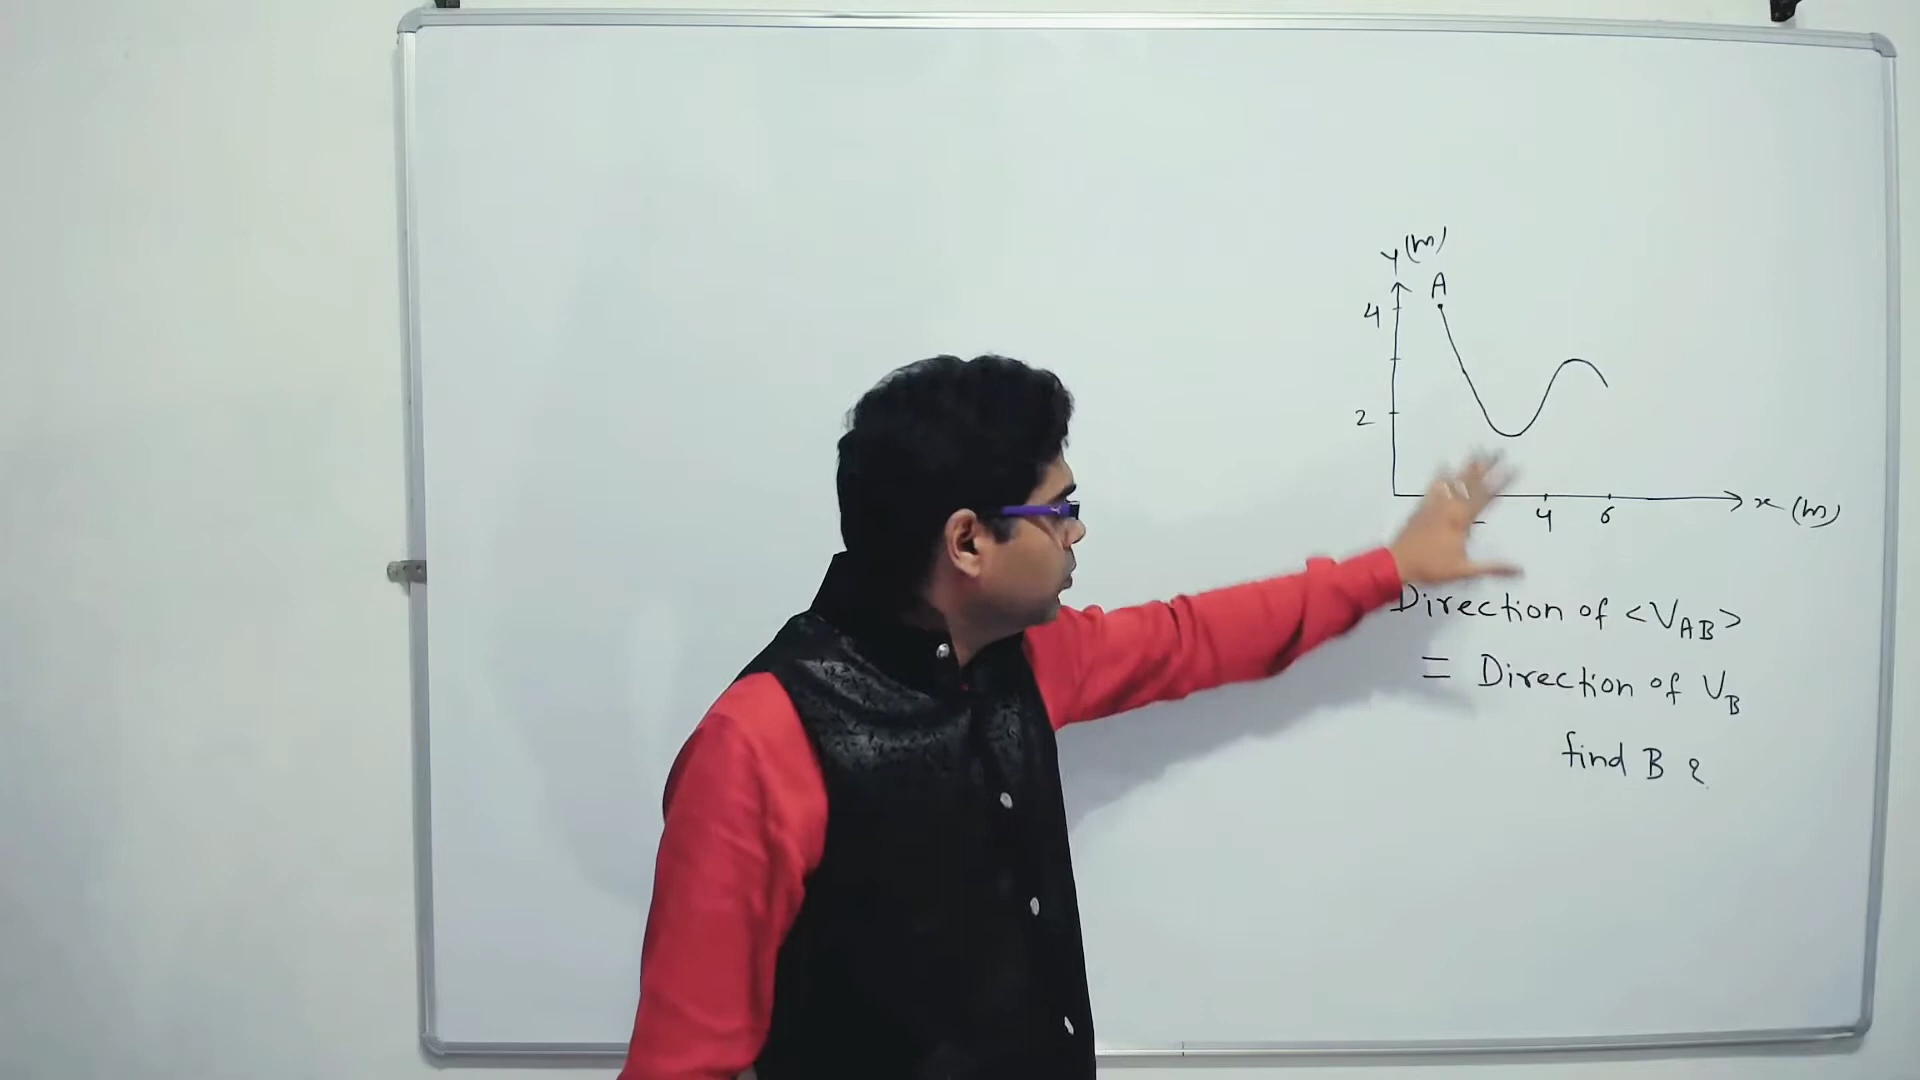 y (m)
A
4
2
4 6 x (m)
Direction of <V_AB>
= Direction of V_B
find B ?